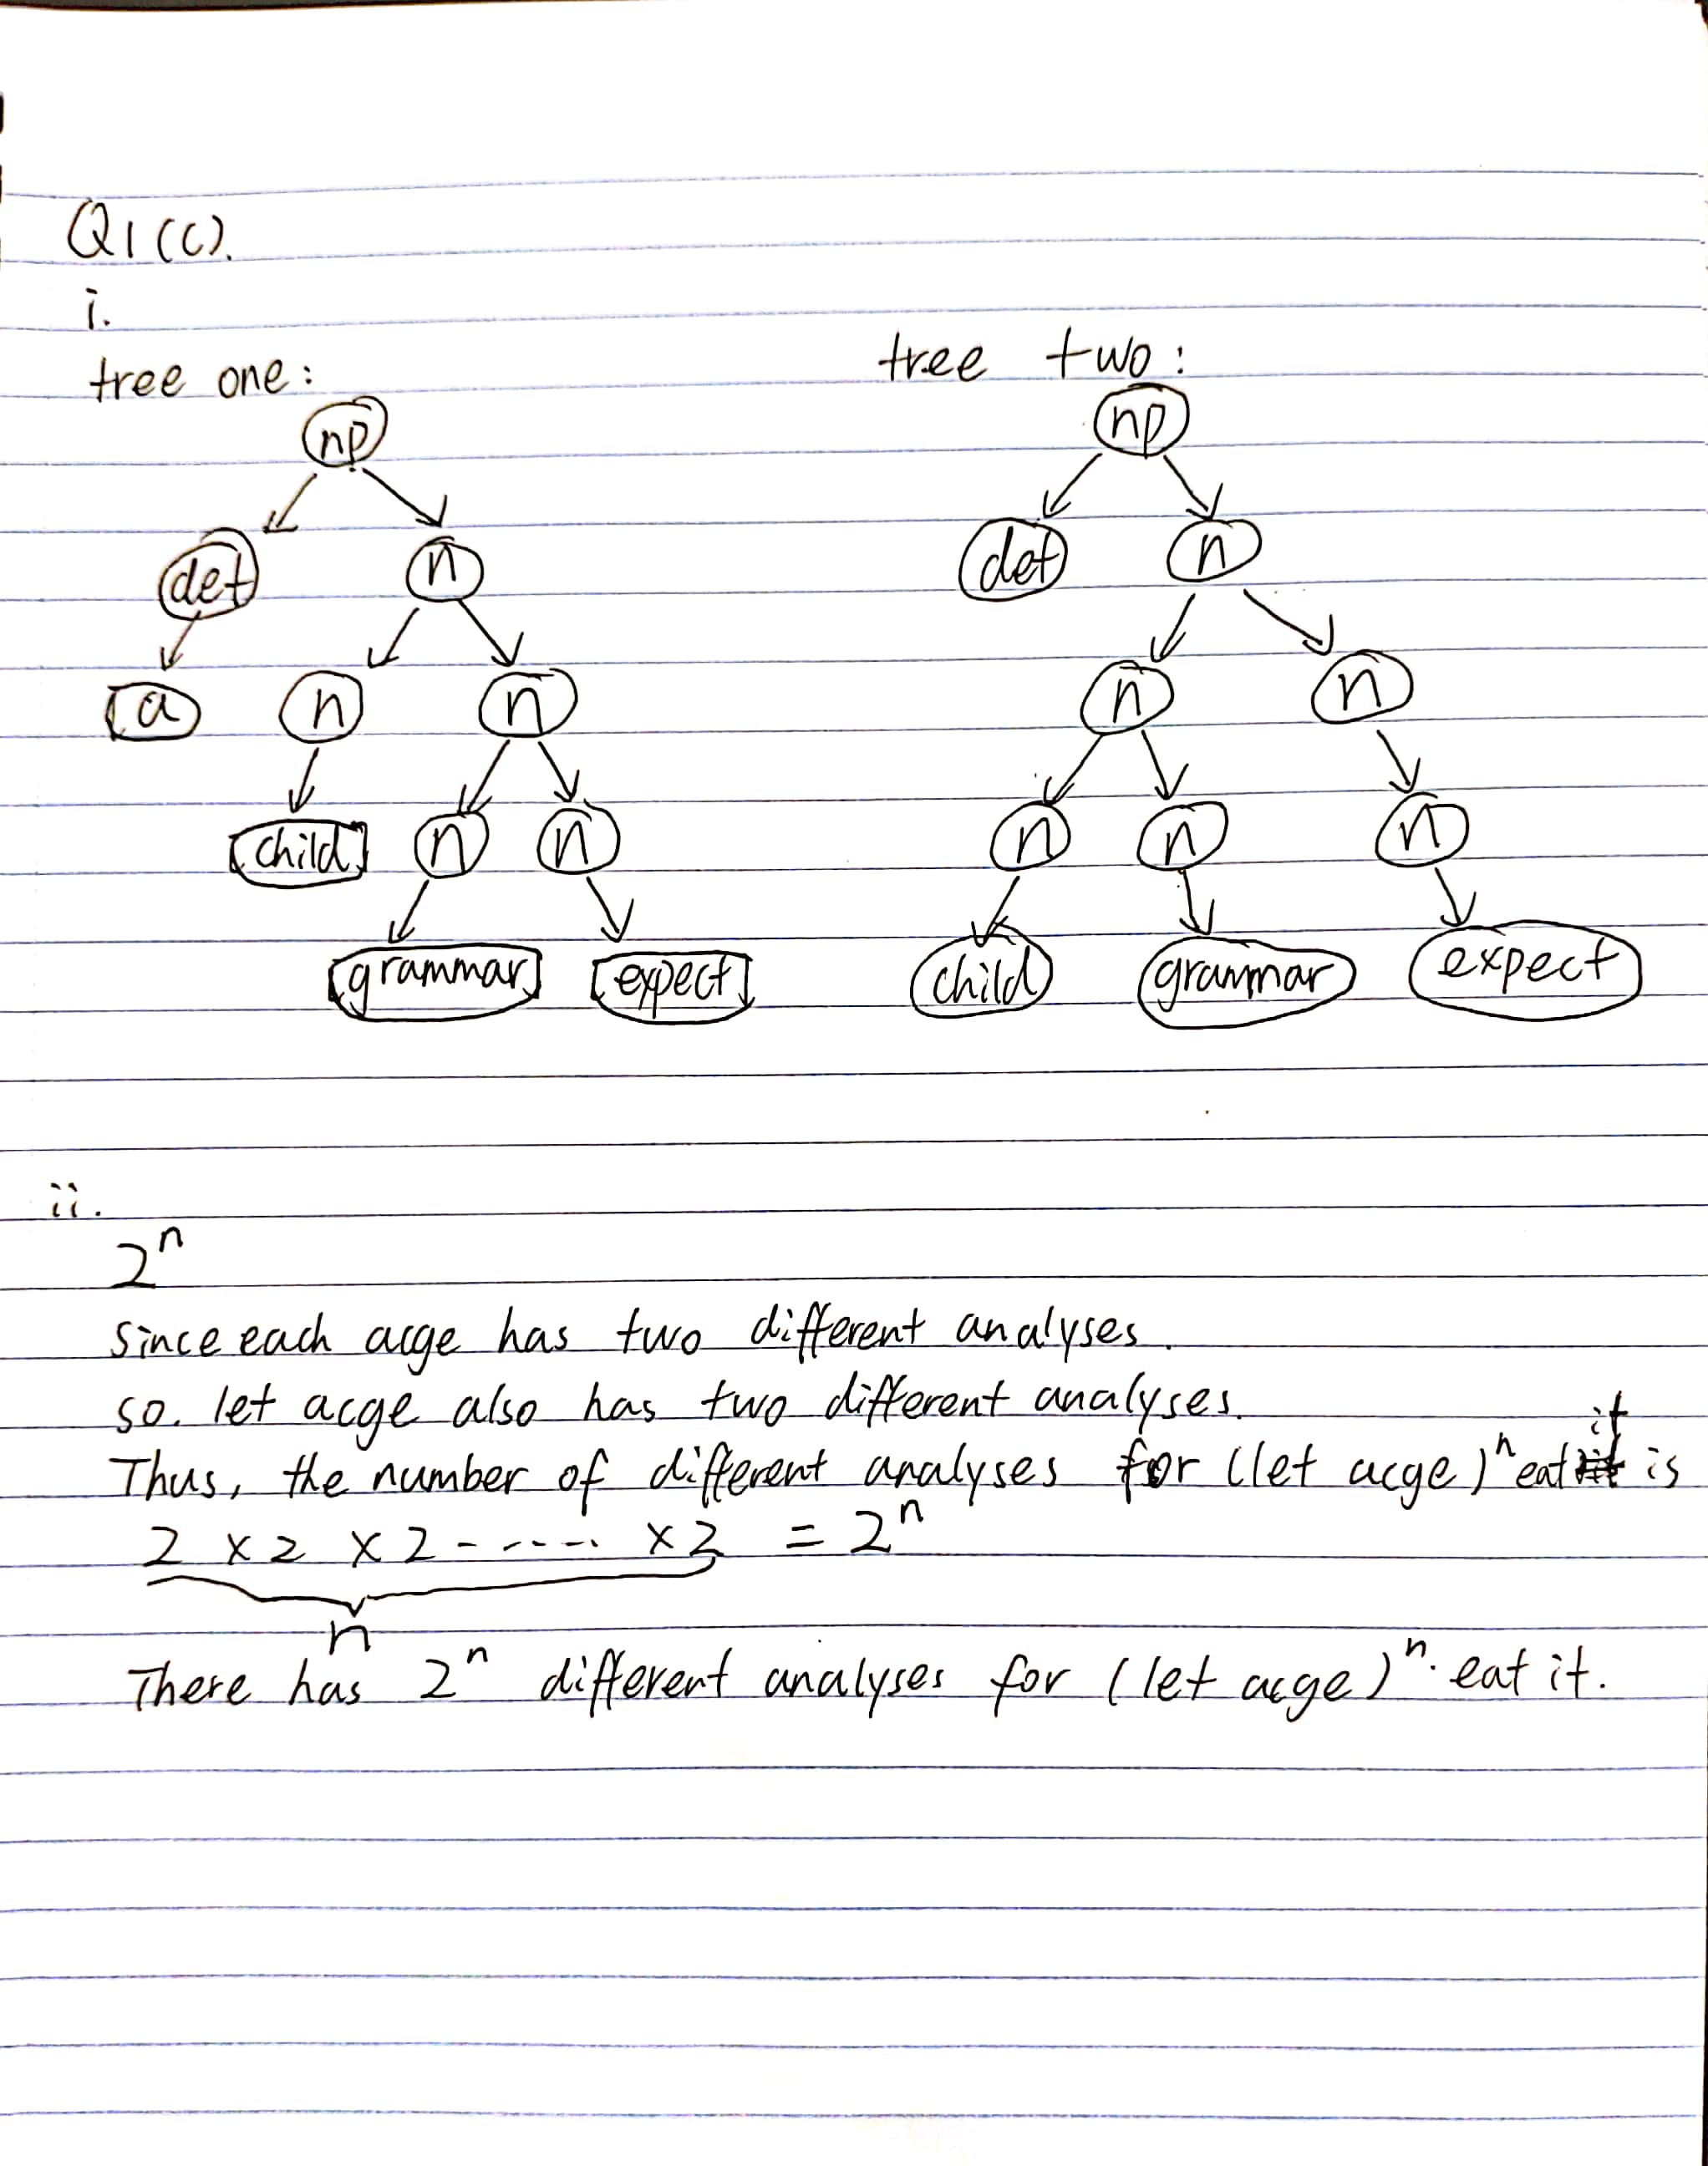 Q1(c).
i.
tree one:
tree two:
np
np
det n
det n
a n n
n n
child n n
n n n
grammar expect
child grammar expect
ii.
2^n
Since each acge has two different analyses.
so. let acge also has two different analyses.
Thus, the number of different analyses for (let acge)^n eat it is
2 × 2 × 2 - ---.. × 2 = 2^n
n
There has 2^n different analyses for (let acge)^n. eat it.